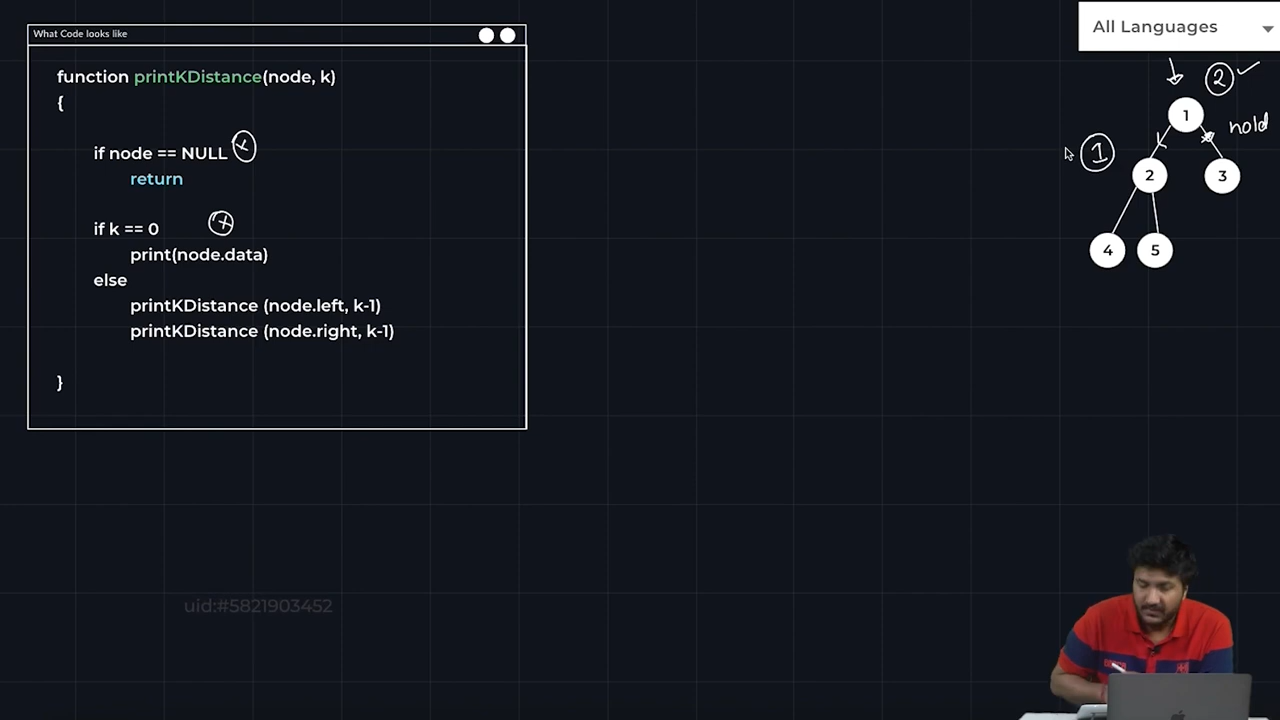 What Code looks like
All Languages
function printKDistance(node, k)
{
if node == NULL x
return
if k == 0 x
print(node.data)
else
printKDistance (node.left, k-1)
printKDistance (node.right, k-1)
}
2
1
hold
1
2
3
4
5
uid:#5821903452